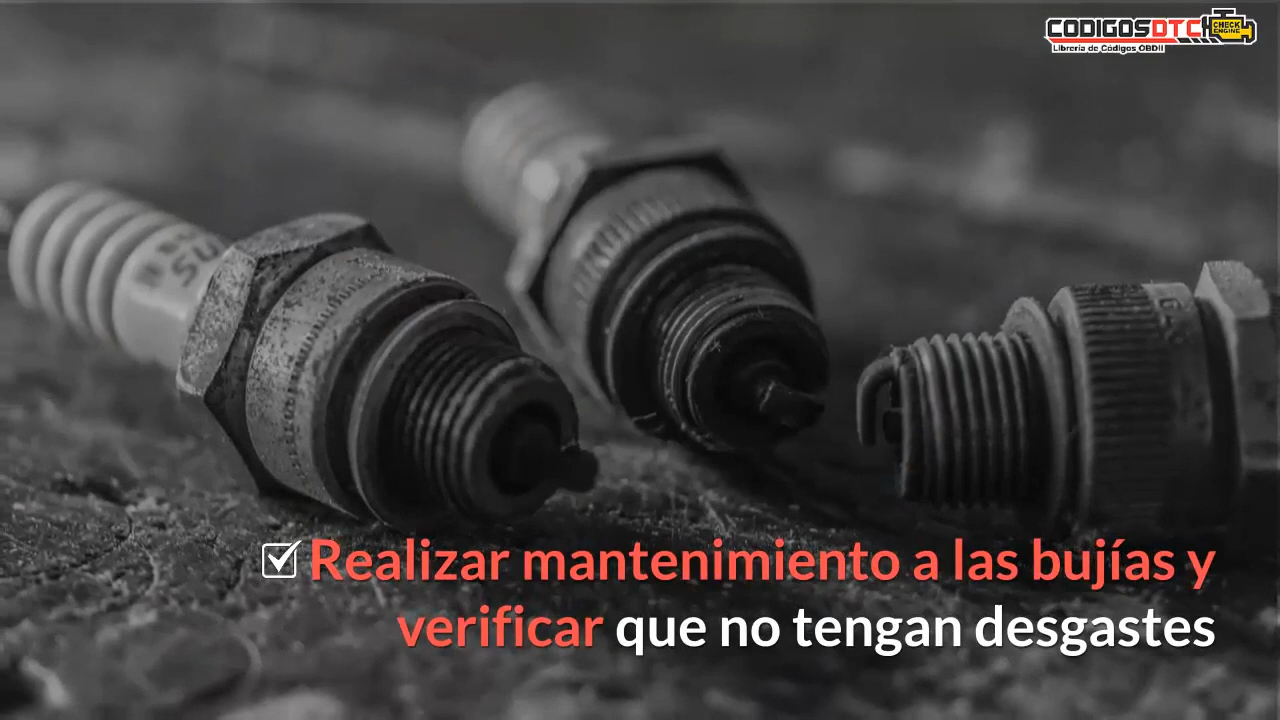 CODIGOSDTC
CHECK
ENGINE
Librería de Códigos OBDII
☑ Realizar mantenimiento a las bujías y
verificar que no tengan desgastes